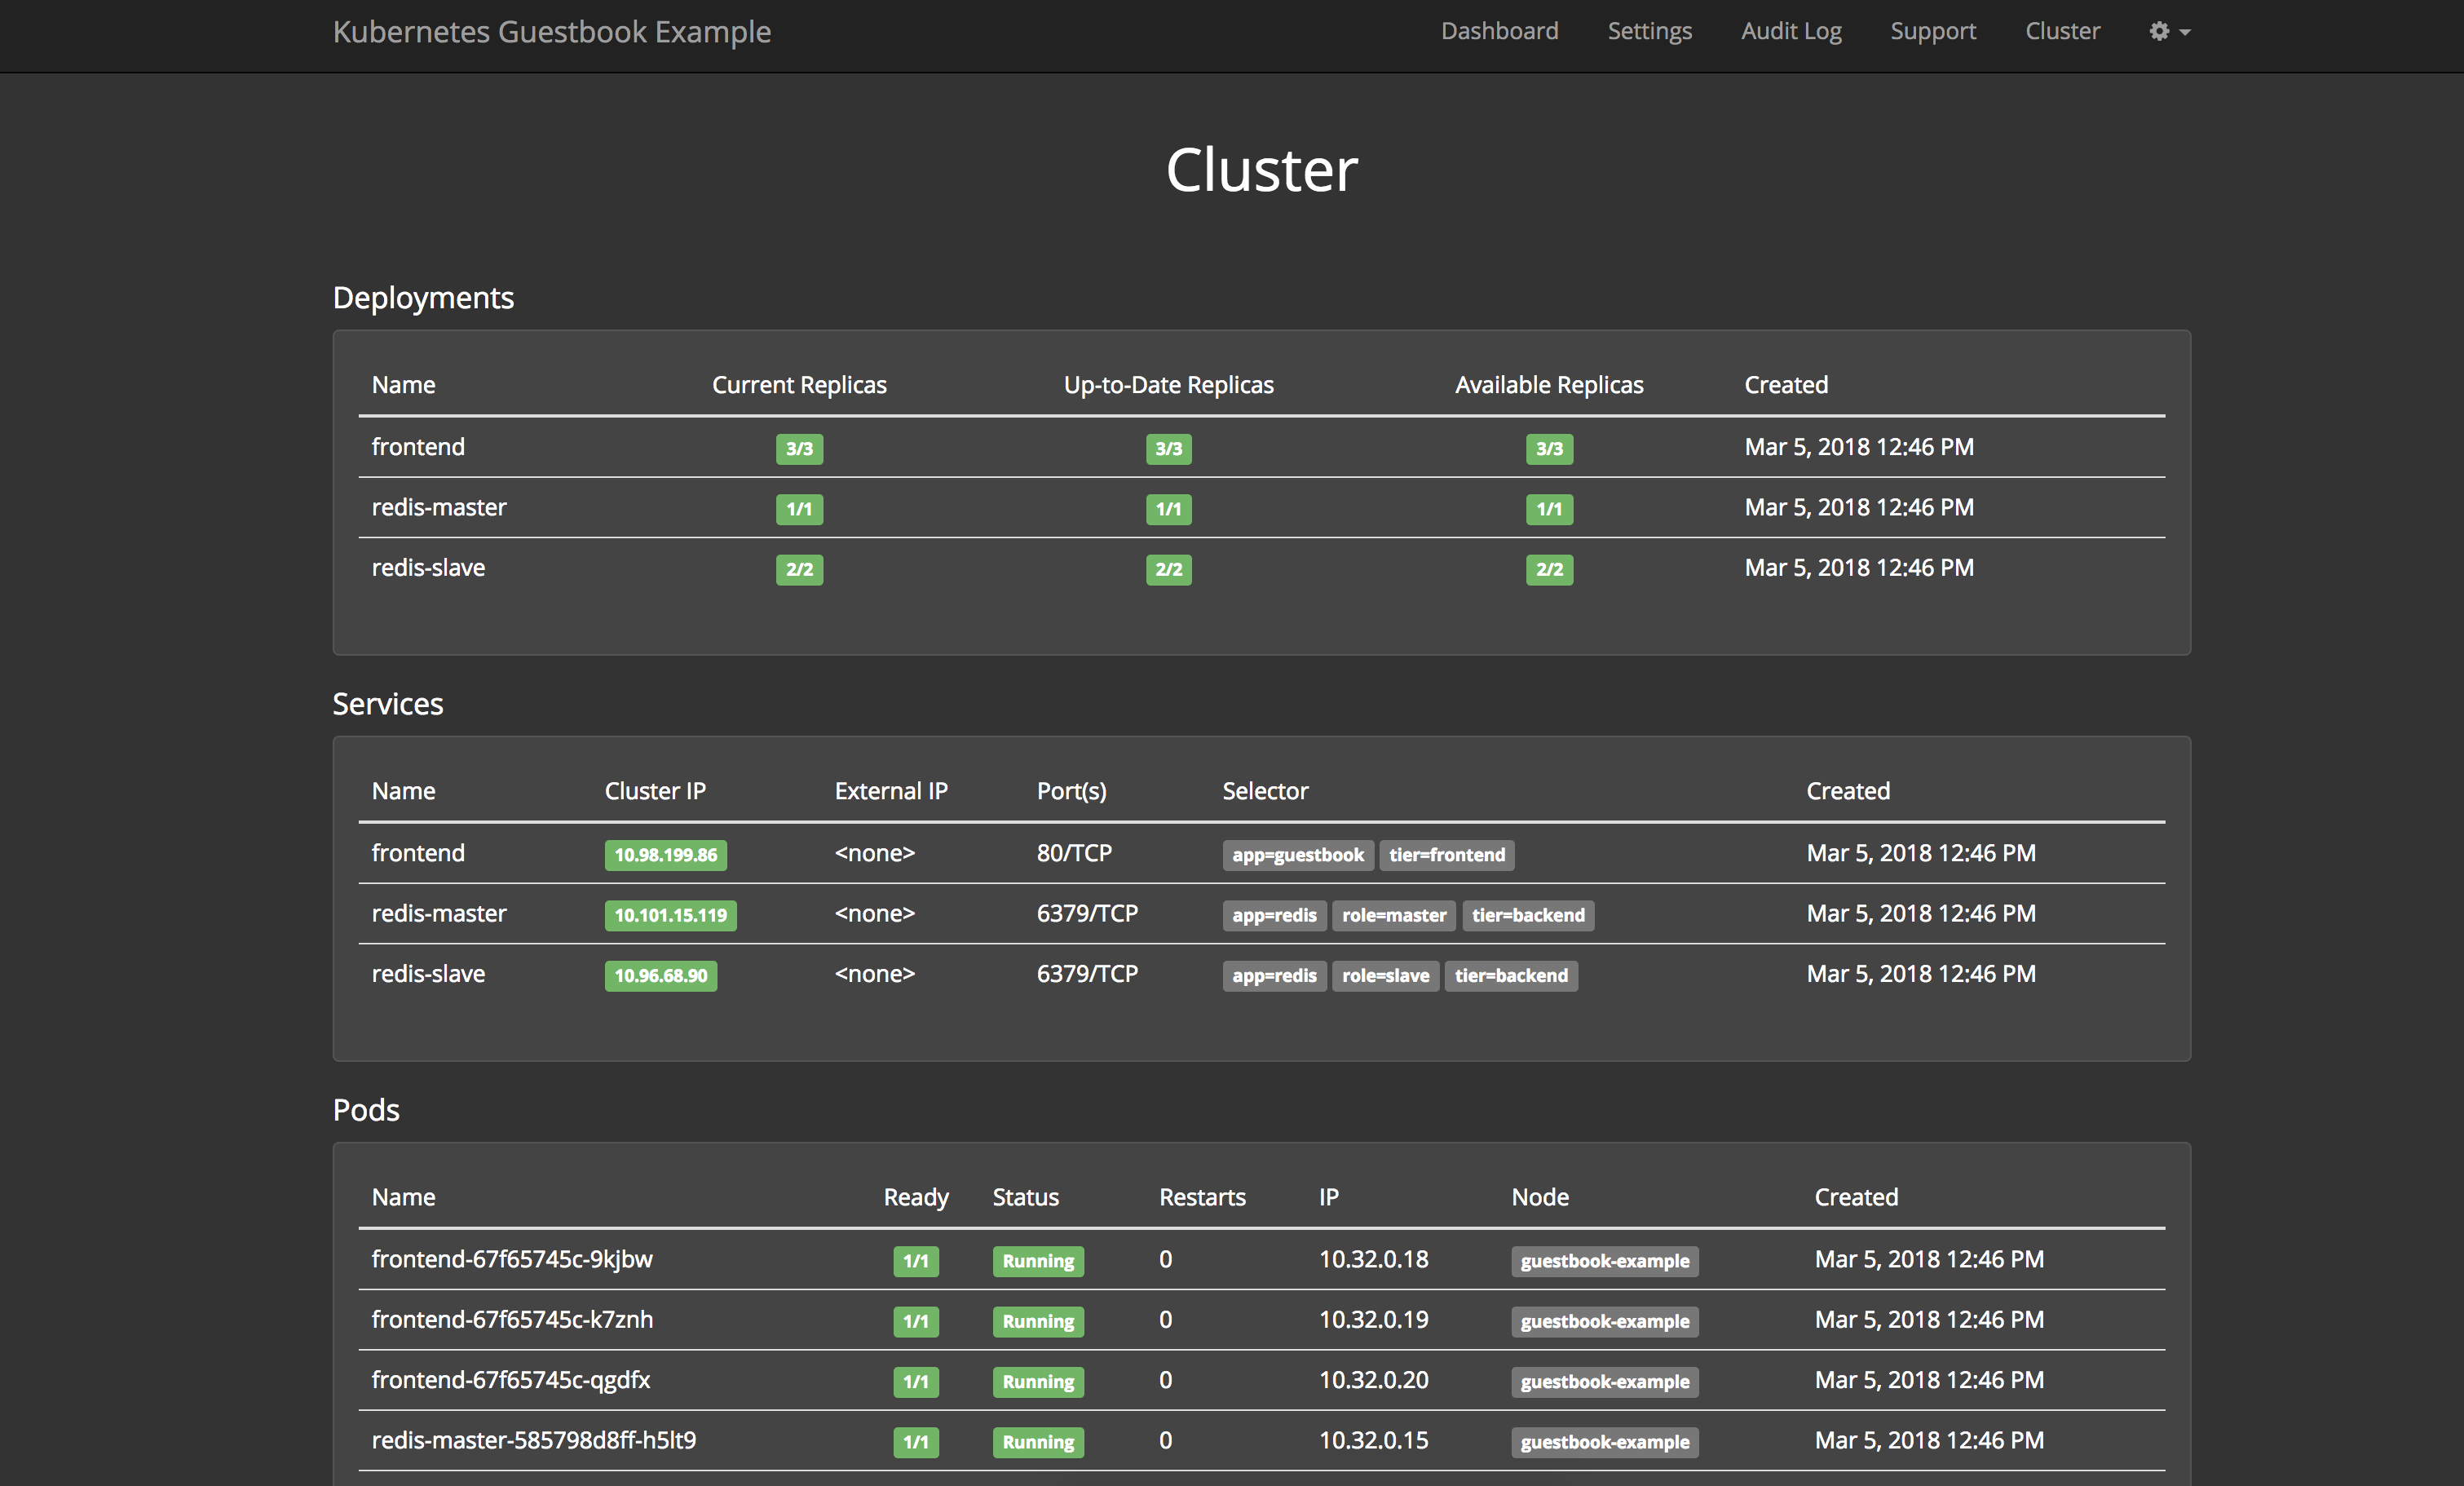 Kubernetes Guestbook Example Dashboard Settings Audit Log Support Cluster
Cluster
Deployments
Name Current Replicas Up-to-Date Replicas Available Replicas Created
frontend 3/3 3/3 3/3 Mar 5, 2018 12:46 PM
redis-master 1/1 1/1 1/1 Mar 5, 2018 12:46 PM
redis-slave 2/2 2/2 2/2 Mar 5, 2018 12:46 PM
Services
Name Cluster IP External IP Port(s) Selector Created
frontend 10.98.199.86 <none> 80/TCP app=guestbook tier=frontend Mar 5, 2018 12:46 PM
redis-master 10.101.15.119 <none> 6379/TCP app=redis role=master tier=backend Mar 5, 2018 12:46 PM
redis-slave 10.96.68.90 <none> 6379/TCP app=redis role=slave tier=backend Mar 5, 2018 12:46 PM
Pods
Name Ready Status Restarts IP Node Created
frontend-67f65745c-9kjbw 1/1 Running 0 10.32.0.18 guestbook-example Mar 5, 2018 12:46 PM
frontend-67f65745c-k7znh 1/1 Running 0 10.32.0.19 guestbook-example Mar 5, 2018 12:46 PM
frontend-67f65745c-qgdfx 1/1 Running 0 10.32.0.20 guestbook-example Mar 5, 2018 12:46 PM
redis-master-585798d8ff-h5lt9 1/1 Running 0 10.32.0.15 guestbook-example Mar 5, 2018 12:46 PM